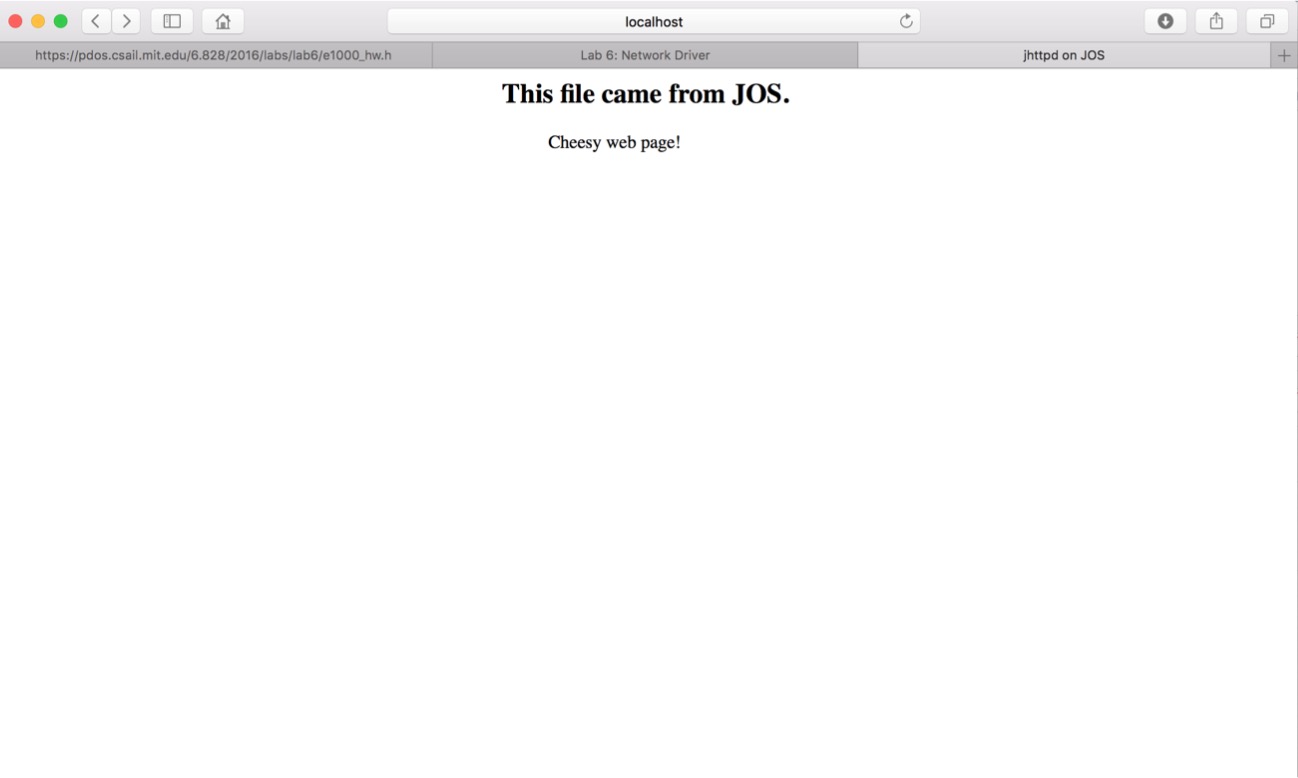 localhost
https://pdos.csail.mit.edu/6.828/2016/labs/lab6/e1000_hw.h
Lab 6: Network Driver
jhttpd on JOS
This file came from JOS.
Cheesy web page!